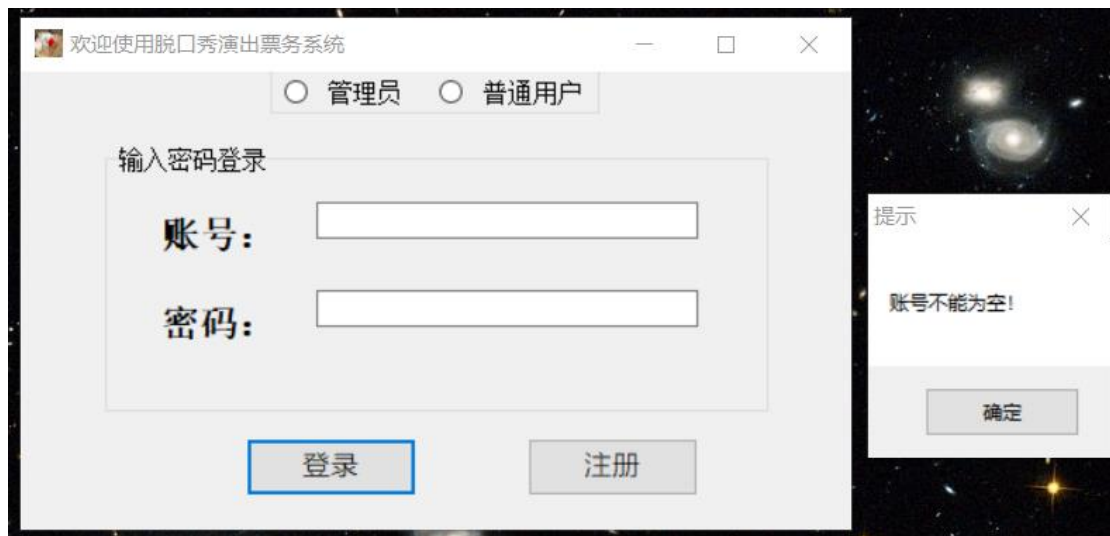 欢迎使用脱口秀演出票务系统
管理员 普通用户
输入密码登录
账号：
密码：
登录 注册
提示
账号不能为空!
确定